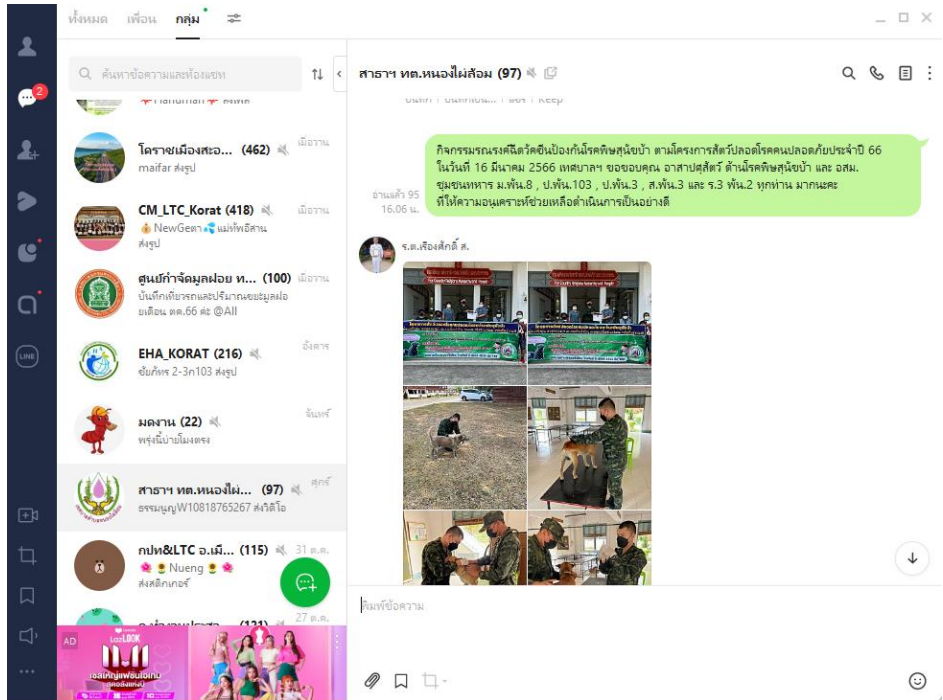 ทั้งหมด เพื่อน กลุ่ม
2
ค้นหาข้อความและห้องแชท
โคราชเมืองสะอ... (462) เมื่อวาน
maifar ส่งรูป
CM_LTC_Korat (418) เมื่อวาน
NewGeตา แม่ทัพอีสาน
ส่งรูป
ศูนย์กำจัดมูลฝอย ท... (100) เมื่อวาน
บันทึกเที่ยวรถและปริมาณขยะมูลฝอ
ยเดือน ตค.66 ค่ะ @All
EHA_KORAT (216) อังคาร
ชัยภัทร 2-3ก103 ส่งรูป
มดงาน (22) จันทร์
พรุ่งนี้บ่ายโมงตรง
สาธาฯ ทต.หนองไผ่... (97) ศุกร์
ธรรมนูญW10818765267 ส่งวิดีโอ
กปท&LTC อ.เมื... (115) 31 ต.ค.
Nueng
ส่งสติกเกอร์
27 ต.ค.
AD
LazLOOK
11.11
LINE
สาธาฯ ทต.หนองไผ่ล้อม (97)
Keep
กิจกรรมรณรงค์ฉีดวัคซีนป้องกันโรคพิษสุนัขบ้า ตามโครงการสัตว์ปลอดโรคคนปลอดภัยประจำปี 66
ในวันที่ 16 มีนาคม 2566 เทศบาลฯ ขอขอบคุณ อาสาปศุสัตว์ ด้านโรคพิษสุนัขบ้า และ อสม.
ชุมชนทหาร ม.พัน.8 , ป.พัน.103 , ป.พัน.3 , ส.พัน.3 และ ร.3 พัน.2 ทุกท่าน มากนะคะ
ที่ให้ความอนุเคราะห์ช่วยเหลือดำเนินการเป็นอย่างดี
อ่านแล้ว 95
16.06 น.
ร.ต.เรืองศักดิ์ ส.
พิมพ์ข้อความ